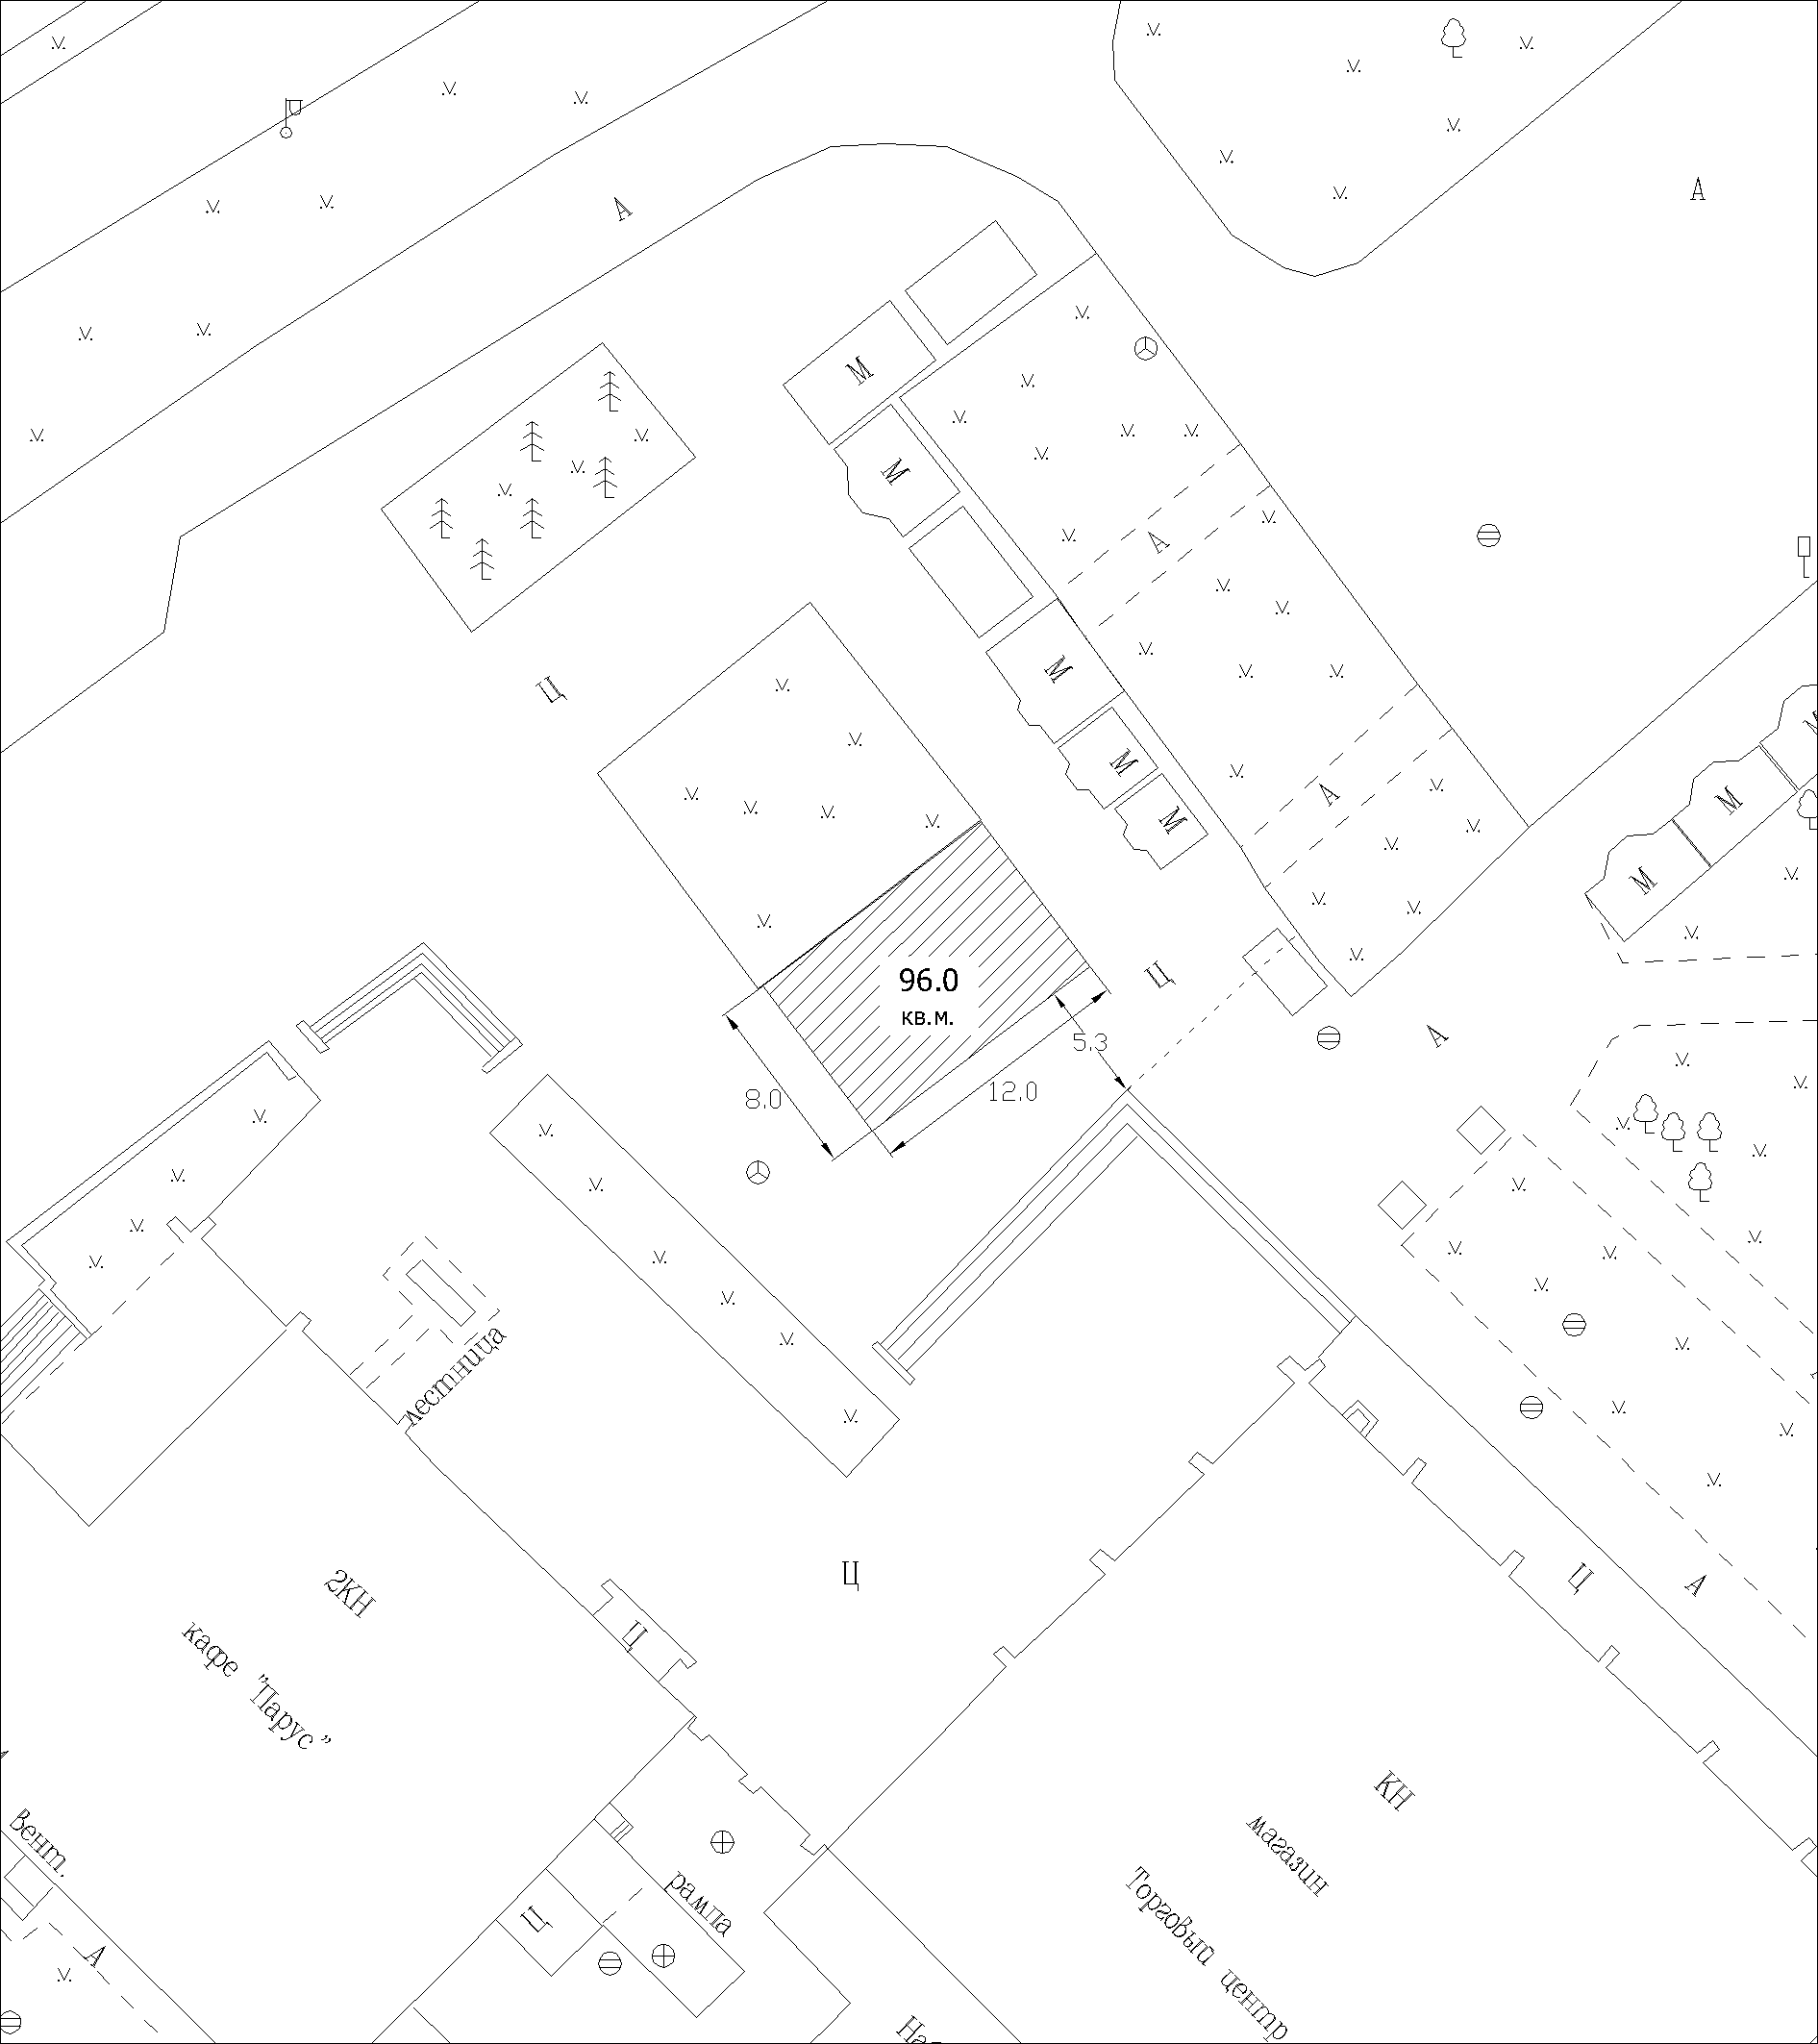 А
А
М
М
А
М
Ц
М
М
М
А
М
М
96.0
кв.м.
Ц
А
5.3
8.0
12.0
лестница
Ц
2КН
кафе "Парус"
Ц
Ц
А
КН
магазин
Торговый центр
Вент.
рампа
Ц
А